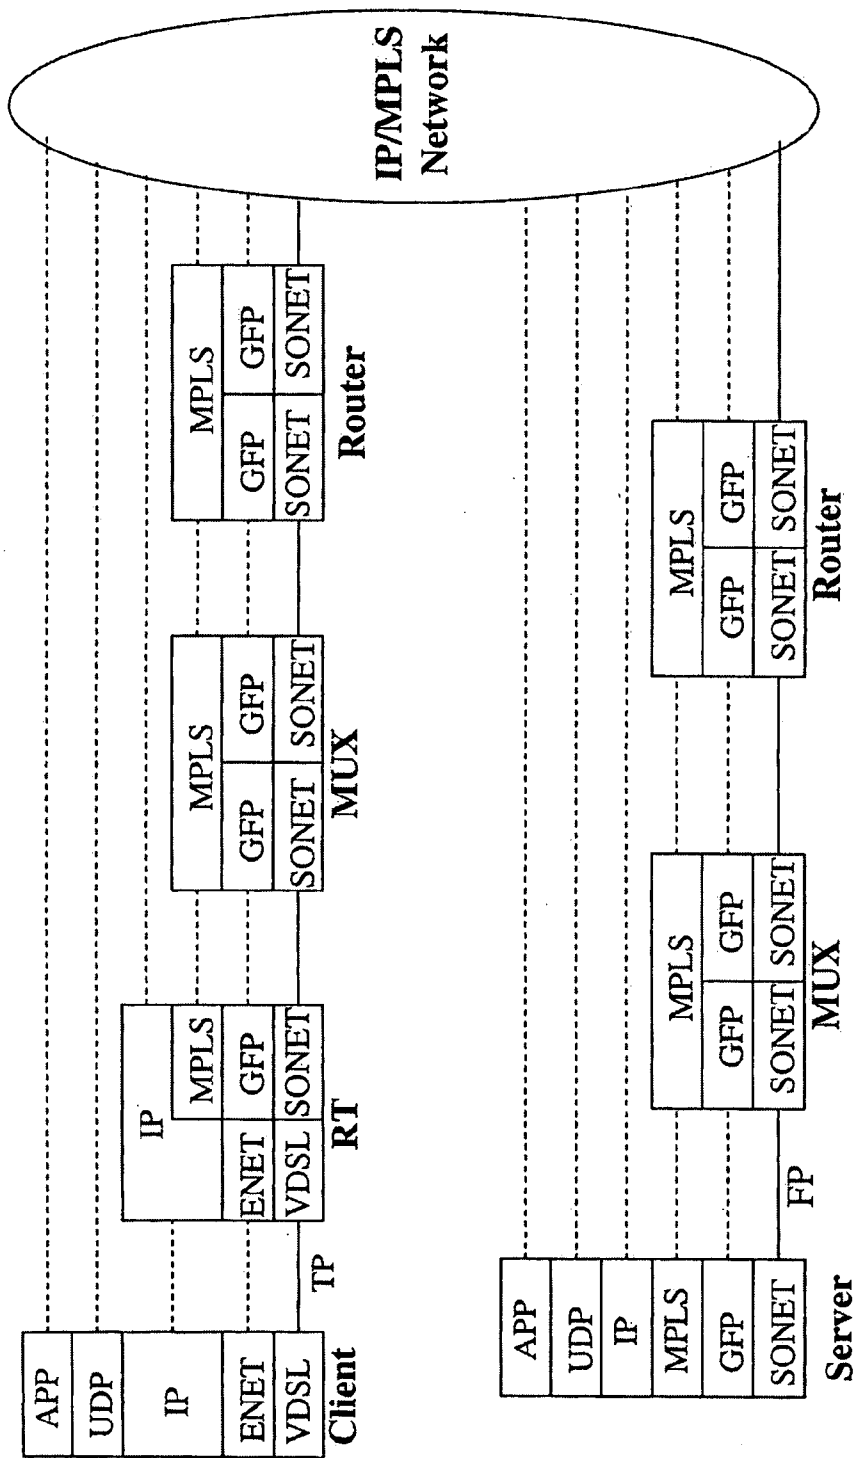 APP
UDP
IP
ENET
VDSL
Client
TP
IP
MPLS
ENET
GFP
VDSL
SONET
RT
MPLS
GFP
GFP
SONET
SONET
MUX
MPLS
GFP
GFP
SONET
SONET
Router
IP/MPLS
Network
APP
UDP
IP
MPLS
GFP
SONET
Server
FP
MPLS
GFP
GFP
SONET
SONET
MUX
MPLS
GFP
GFP
SONET
SONET
Router